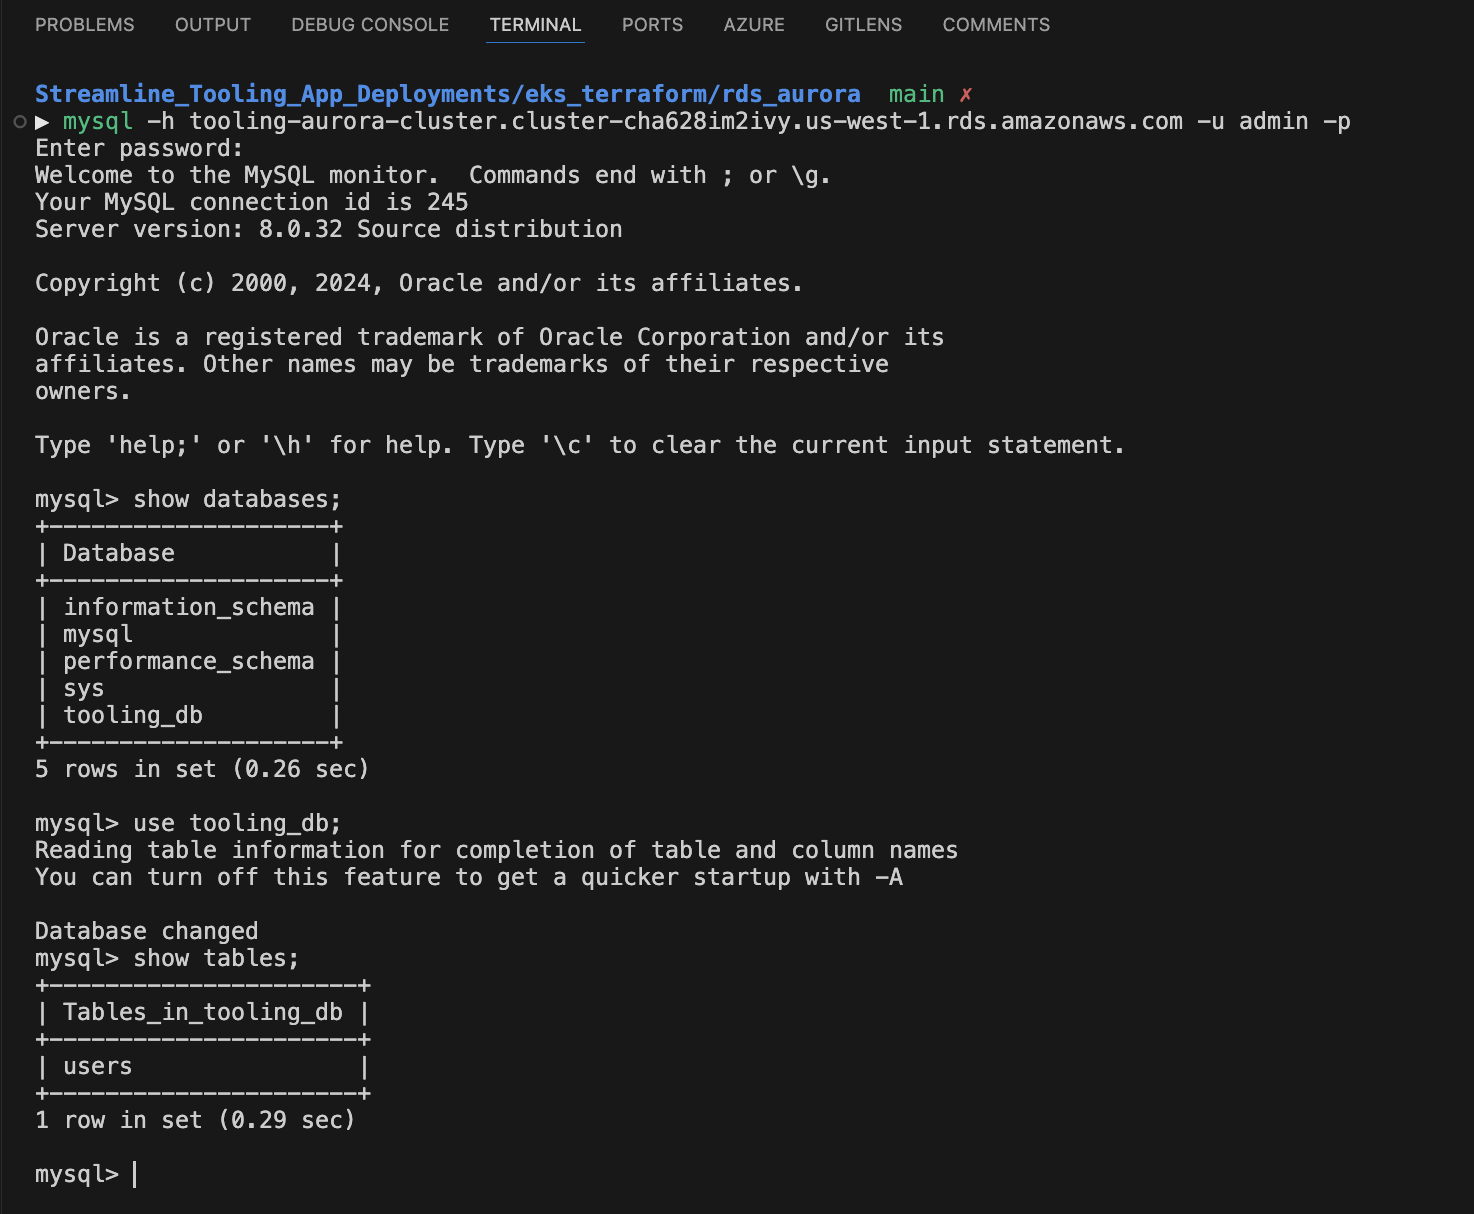 PROBLEMS OUTPUT DEBUG CONSOLE TERMINAL PORTS AZURE GITLENS COMMENTS
Streamline_Tooling_App_Deployments/eks_terraform/rds_aurora  main ✗
▶ mysql -h tooling-aurora-cluster.cluster-cha628im2ivy.us-west-1.rds.amazonaws.com -u admin -p
Enter password:
Welcome to the MySQL monitor.  Commands end with ; or \g.
Your MySQL connection id is 245
Server version: 8.0.32 Source distribution

Copyright (c) 2000, 2024, Oracle and/or its affiliates.

Oracle is a registered trademark of Oracle Corporation and/or its
affiliates. Other names may be trademarks of their respective
owners.

Type 'help;' or '\h' for help. Type '\c' to clear the current input statement.

mysql> show databases;
+--------------------+
| Database           |
+--------------------+
| information_schema |
| mysql              |
| performance_schema |
| sys                |
| tooling_db         |
+--------------------+
5 rows in set (0.26 sec)

mysql> use tooling_db;
Reading table information for completion of table and column names
You can turn off this feature to get a quicker startup with -A

Database changed
mysql> show tables;
+----------------------+
| Tables_in_tooling_db |
+----------------------+
| users                |
+----------------------+
1 row in set (0.29 sec)

mysql>